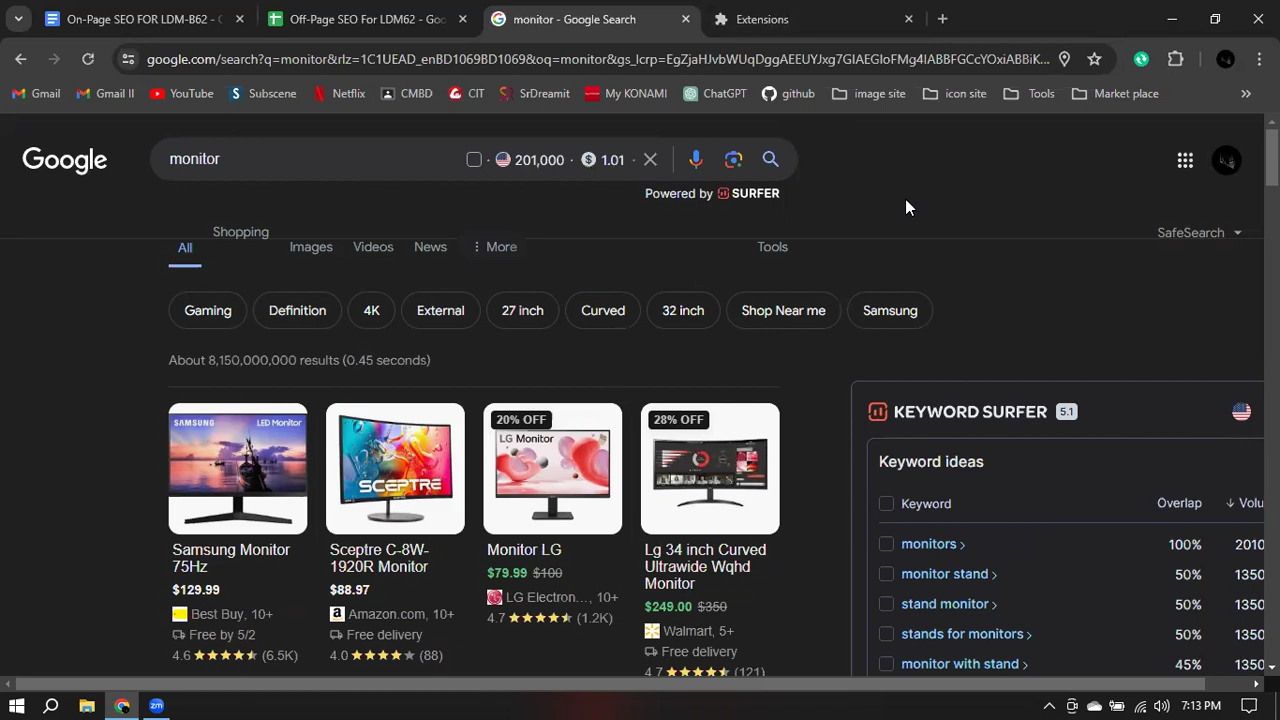 On-Page SEO FOR LDM-B62 -
Off-Page SEO For LDM62 - Goo
monitor - Google Search
Extensions
google.com/search?q=monitor&rlz=1C1UEAD_enBD1069BD1069&oq=monitor&gs_lcrp=EgZjaHJvbWUqDggAEEUYJxg7GIAEGIoFMg4IABBFGCcYOxiABBiK...
Gmail
Gmail II
YouTube
Subscene
Netflix
CMBD
CIT
SrDreamit
My KONAMI
ChatGPT
github
image site
icon site
Tools
Market place
Google
monitor
201,000 · 1.01
Powered by SURFER
All
Shopping
Images
Videos
News
More
Tools
SafeSearch
Gaming
Definition
4K
External
27 inch
Curved
32 inch
Shop Near me
Samsung
About 8,150,000,000 results (0.45 seconds)
SAMSUNG
LED Monitor
Samsung Monitor
75Hz
$129.99
Best Buy, 10+
Free by 5/2
4.6 (6.5K)
SCEPTRE
Sceptre C-8W-
1920R Monitor
$88.97
Amazon.com, 10+
Free delivery
4.0 (88)
20% OFF
LG Monitor
Monitor LG
$79.99 $100
LG Electron..., 10+
4.7 (1.2K)
28% OFF
Lg 34 inch Curved
Ultrawide Wqhd
Monitor
$249.00 $350
Walmart, 5+
Free delivery
4.7 (121)
KEYWORD SURFER 5.1
Keyword ideas
Keyword Overlap Volu
monitors 100% 2010
monitor stand 50% 1350
stand monitor 50% 1350
stands for monitors 50% 1350
monitor with stand 45% 1350
zm
7:13 PM